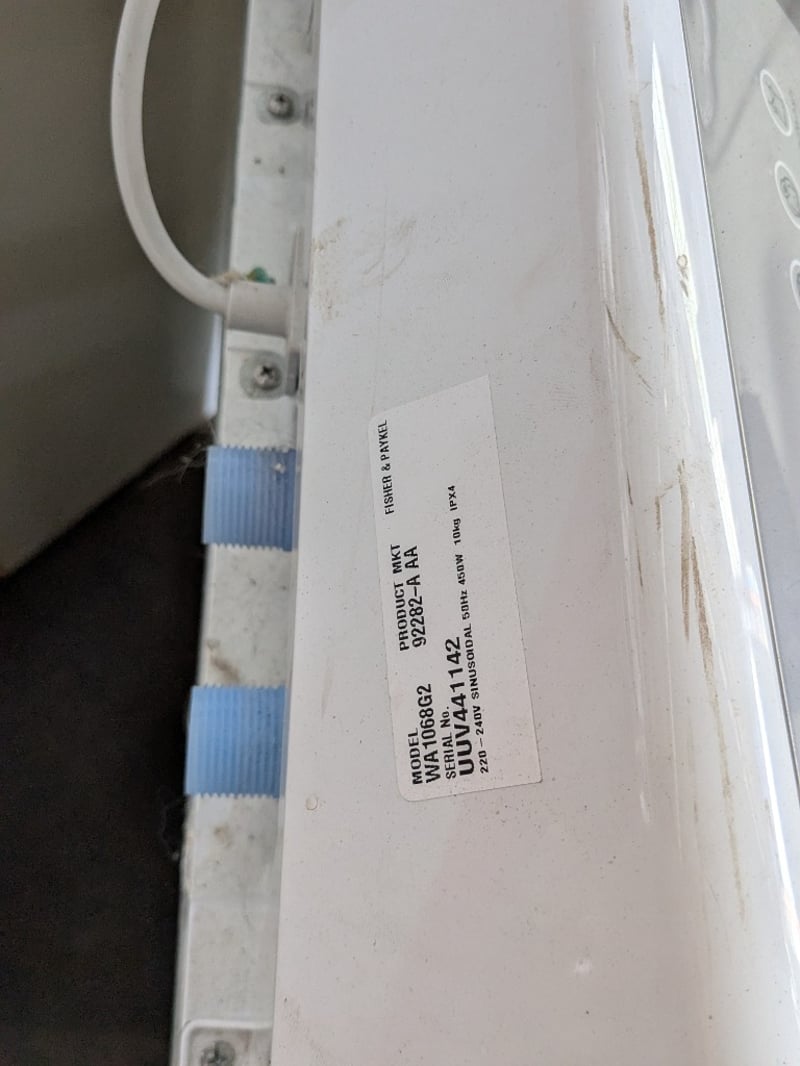 MODEL PRODUCT MKT FISHER & PAYKEL
WA1068G2 92282-A AA
SERIAL No.
UUV441142
220-240V SINUSOIDAL 50Hz 450W 10kg IPX4